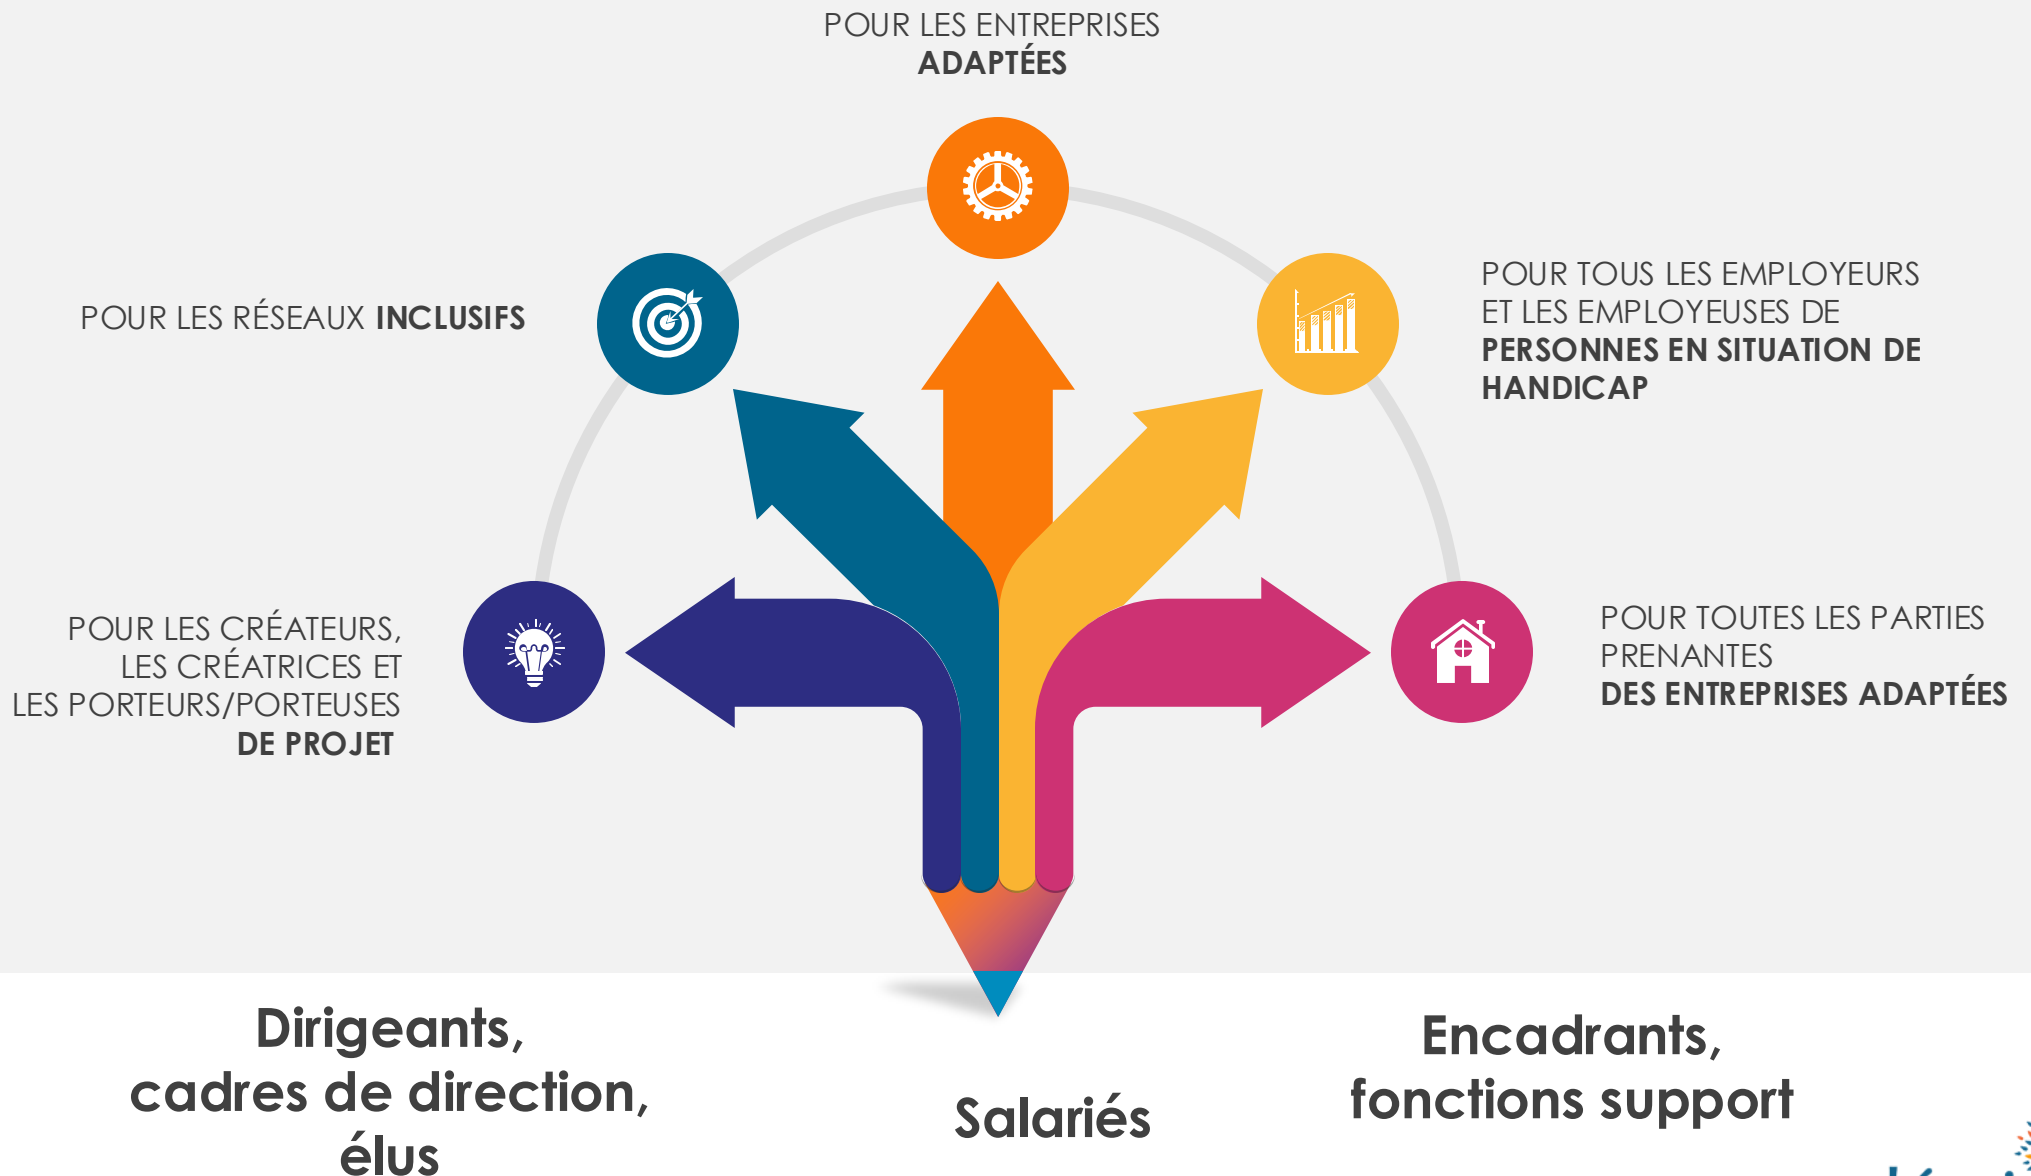 POUR LES ENTREPRISES
ADAPTÉES
POUR LES RÉSEAUX INCLUSIFS
POUR TOUS LES EMPLOYEURS
ET LES EMPLOYEUSES DE
PERSONNES EN SITUATION DE
HANDICAP
POUR LES CRÉATEURS,
LES CRÉATRICES ET
LES PORTEURS/PORTEUSES
DE PROJET
POUR TOUTES LES PARTIES
PRENANTES
DES ENTREPRISES ADAPTÉES
Dirigeants,
cadres de direction,
élus
Salariés
Encadrants,
fonctions support